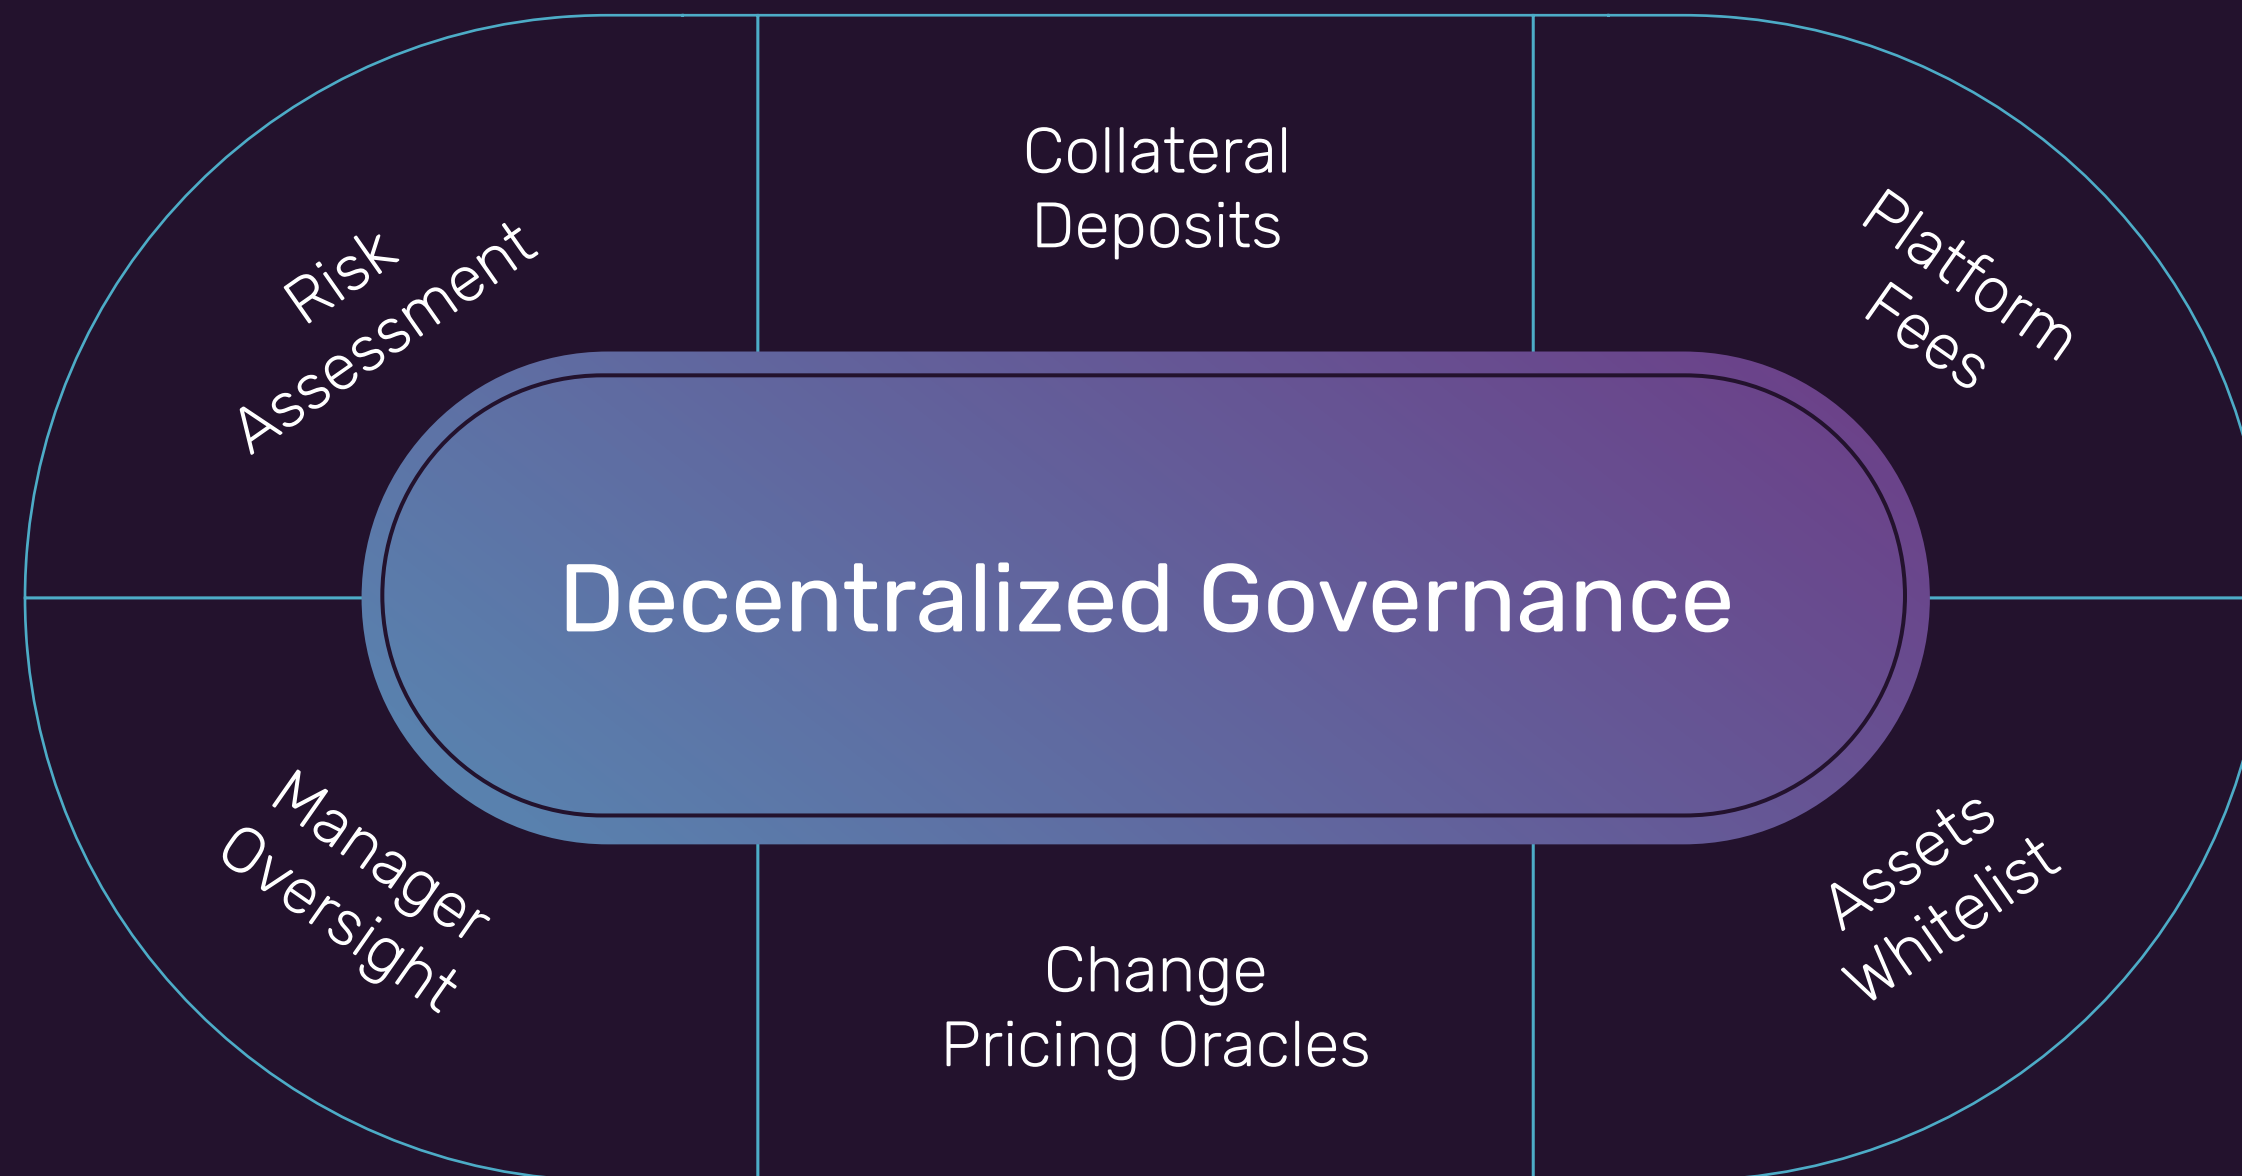 Risk
Assessment
Collateral
Deposits
Platform
Fees
Decentralized Governance
Manager
Oversight
Change
Pricing Oracles
Assets
Whitelist